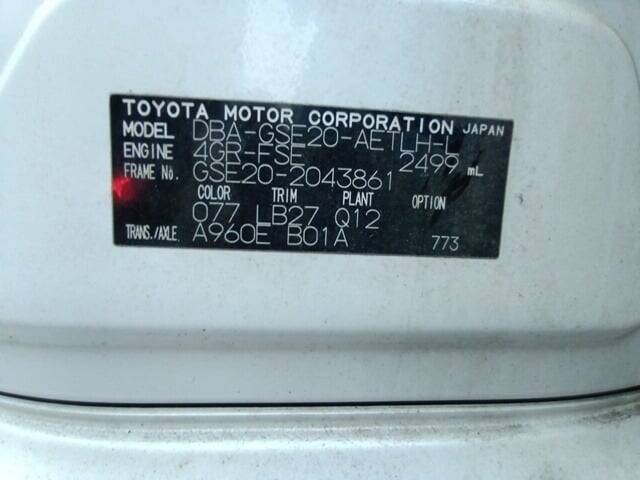 TOYOTA MOTOR CORPORATION JAPAN
MODEL DBA-GSE20-AETLH-L
ENGINE 4GR-FSE 2499 mL
FRAME No. GSE20-2043861
COLOR TRIM PLANT OPTION
077 LB27 Q12
TRANS./AXLE A960E B01A 773